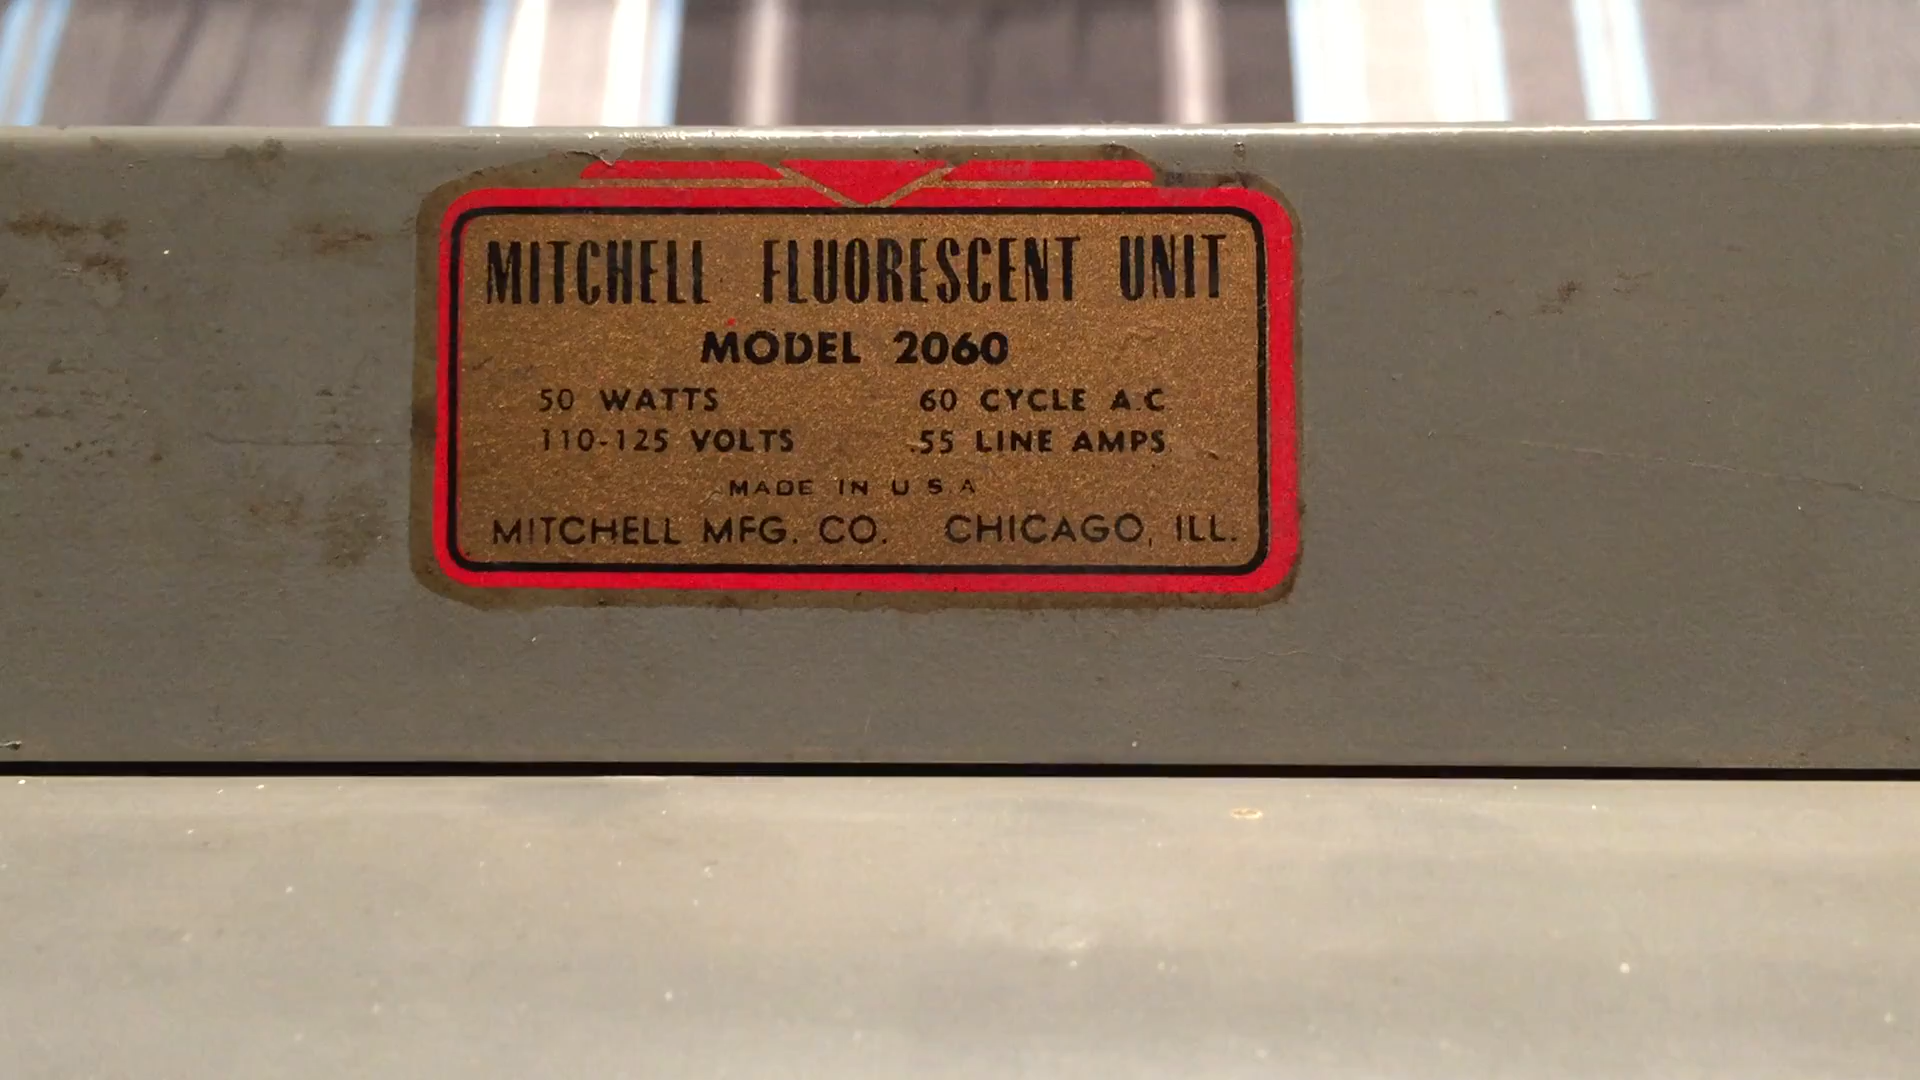 MITCHELL FLUORESCENT UNIT
MODEL 2060
50 WATTS 60 CYCLE A.C
110-125 VOLTS .55 LINE AMPS
MADE IN U.S.A
MITCHELL MFG. CO. CHICAGO, ILL.